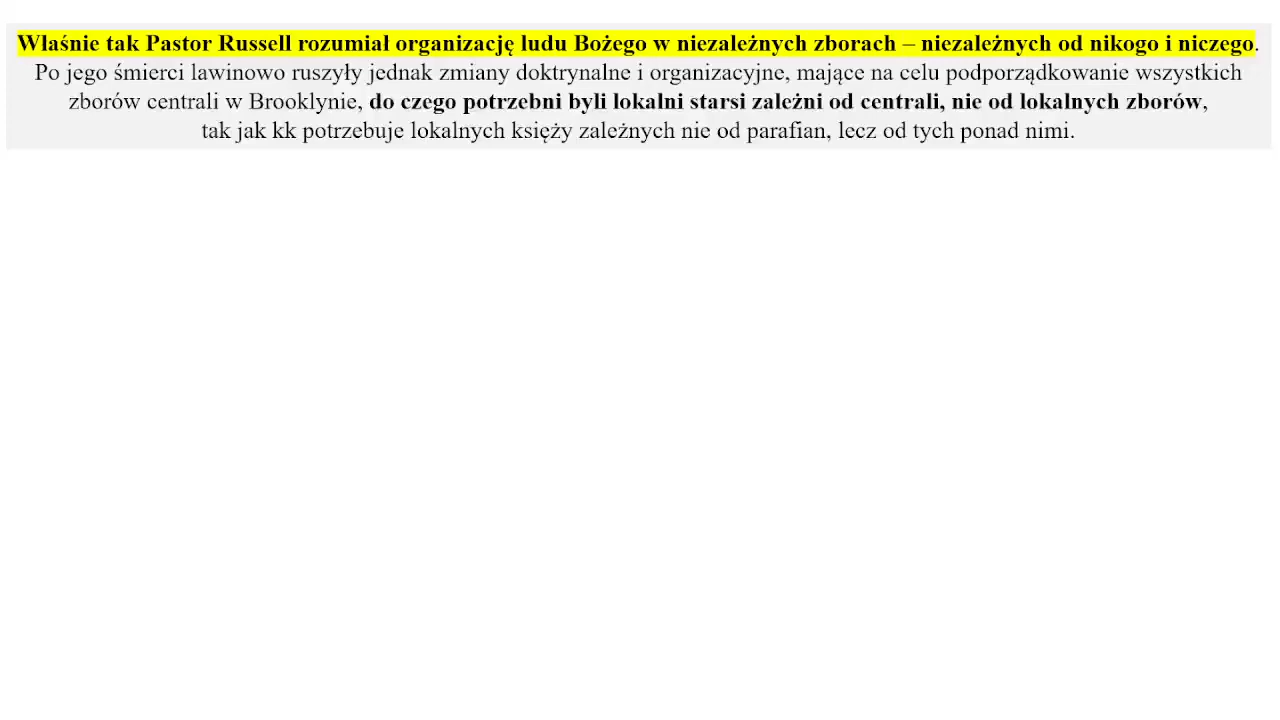 Właśnie tak Pastor Russell rozumiał organizację ludu Bożego w niezależnych zborach – niezależnych od nikogo i niczego.
Po jego śmierci lawinowo ruszyły jednak zmiany doktrynalne i organizacyjne, mające na celu podporządkowanie wszystkich
zborów centrali w Brooklynie, do czego potrzebni byli lokalni starsi zależni od centrali, nie od lokalnych zborów,
tak jak kk potrzebuje lokalnych księży zależnych nie od parafian, lecz od tych ponad nimi.